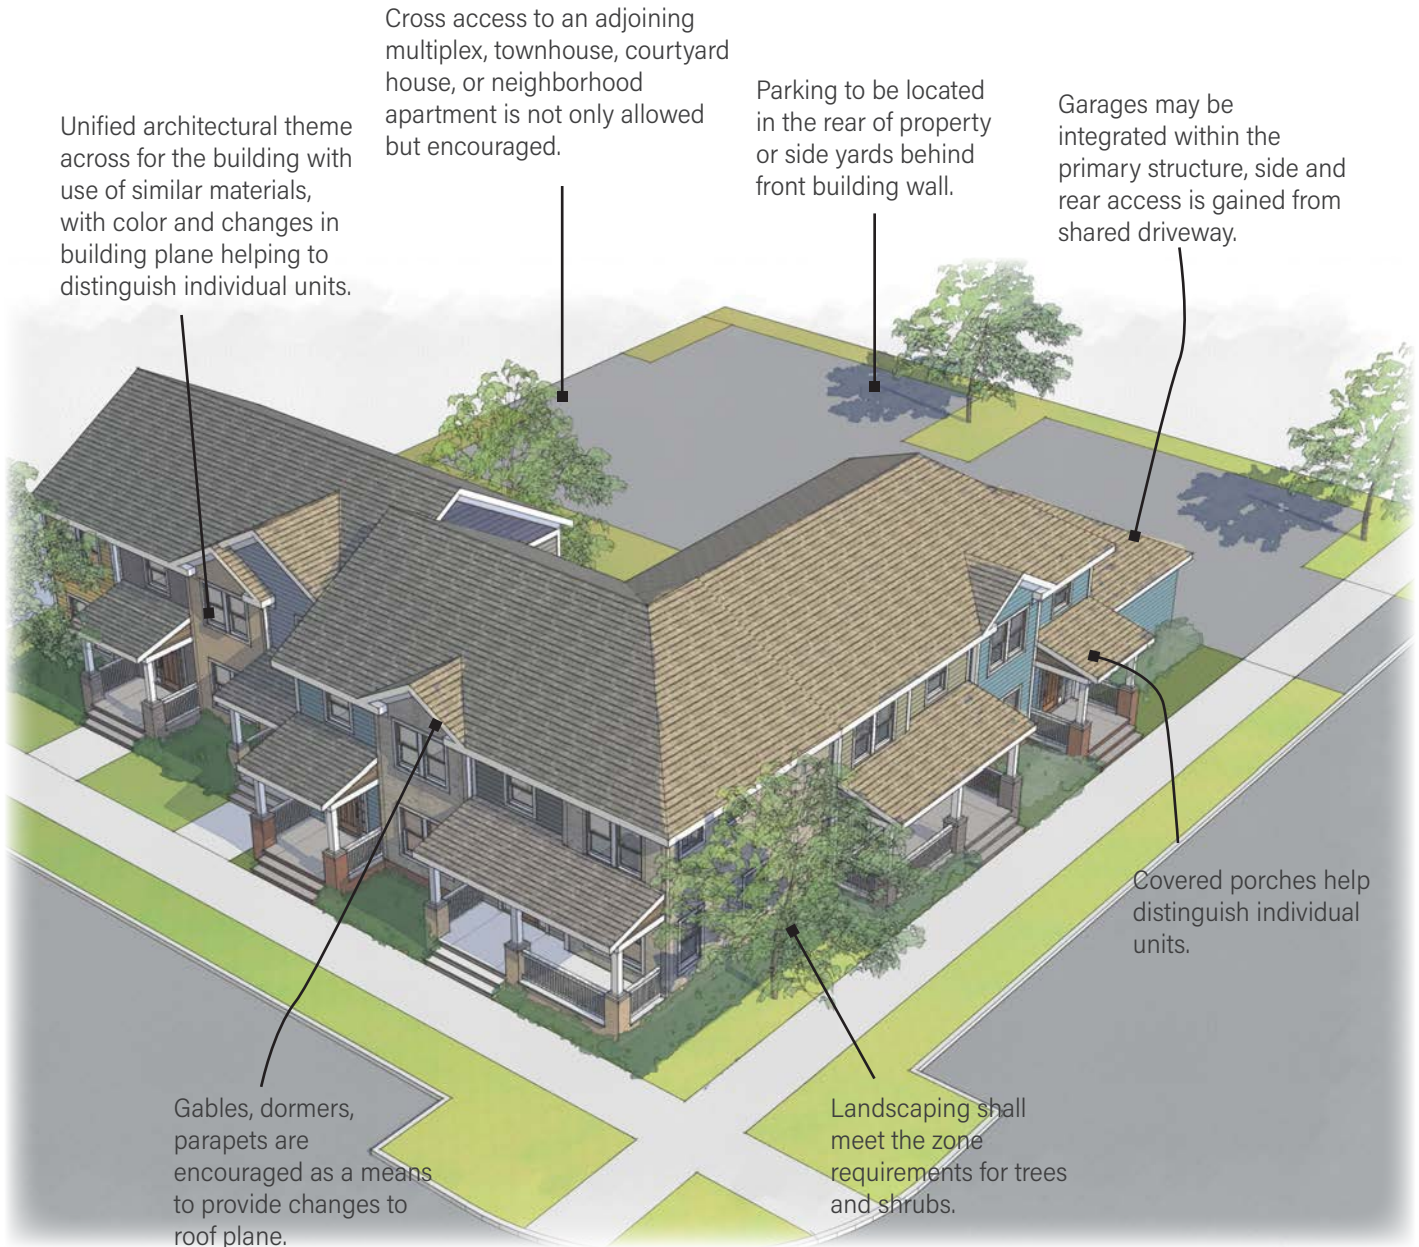 Cross access to an adjoining
multiplex, townhouse, courtyard
house, or neighborhood
apartment is not only allowed
but encouraged.
Parking to be located
in the rear of property
or side yards behind
front building wall.
Garages may be
integrated within the
primary structure, side and
rear access is gained from
shared driveway.
Unified architectural theme
across for the building with
use of similar materials,
with color and changes in
building plane helping to
distinguish individual units.
Covered porches help
distinguish individual
units.
Gables, dormers,
parapets are
encouraged as a means
to provide changes to
roof plane.
Landscaping shall
meet the zone
requirements for trees
and shrubs.